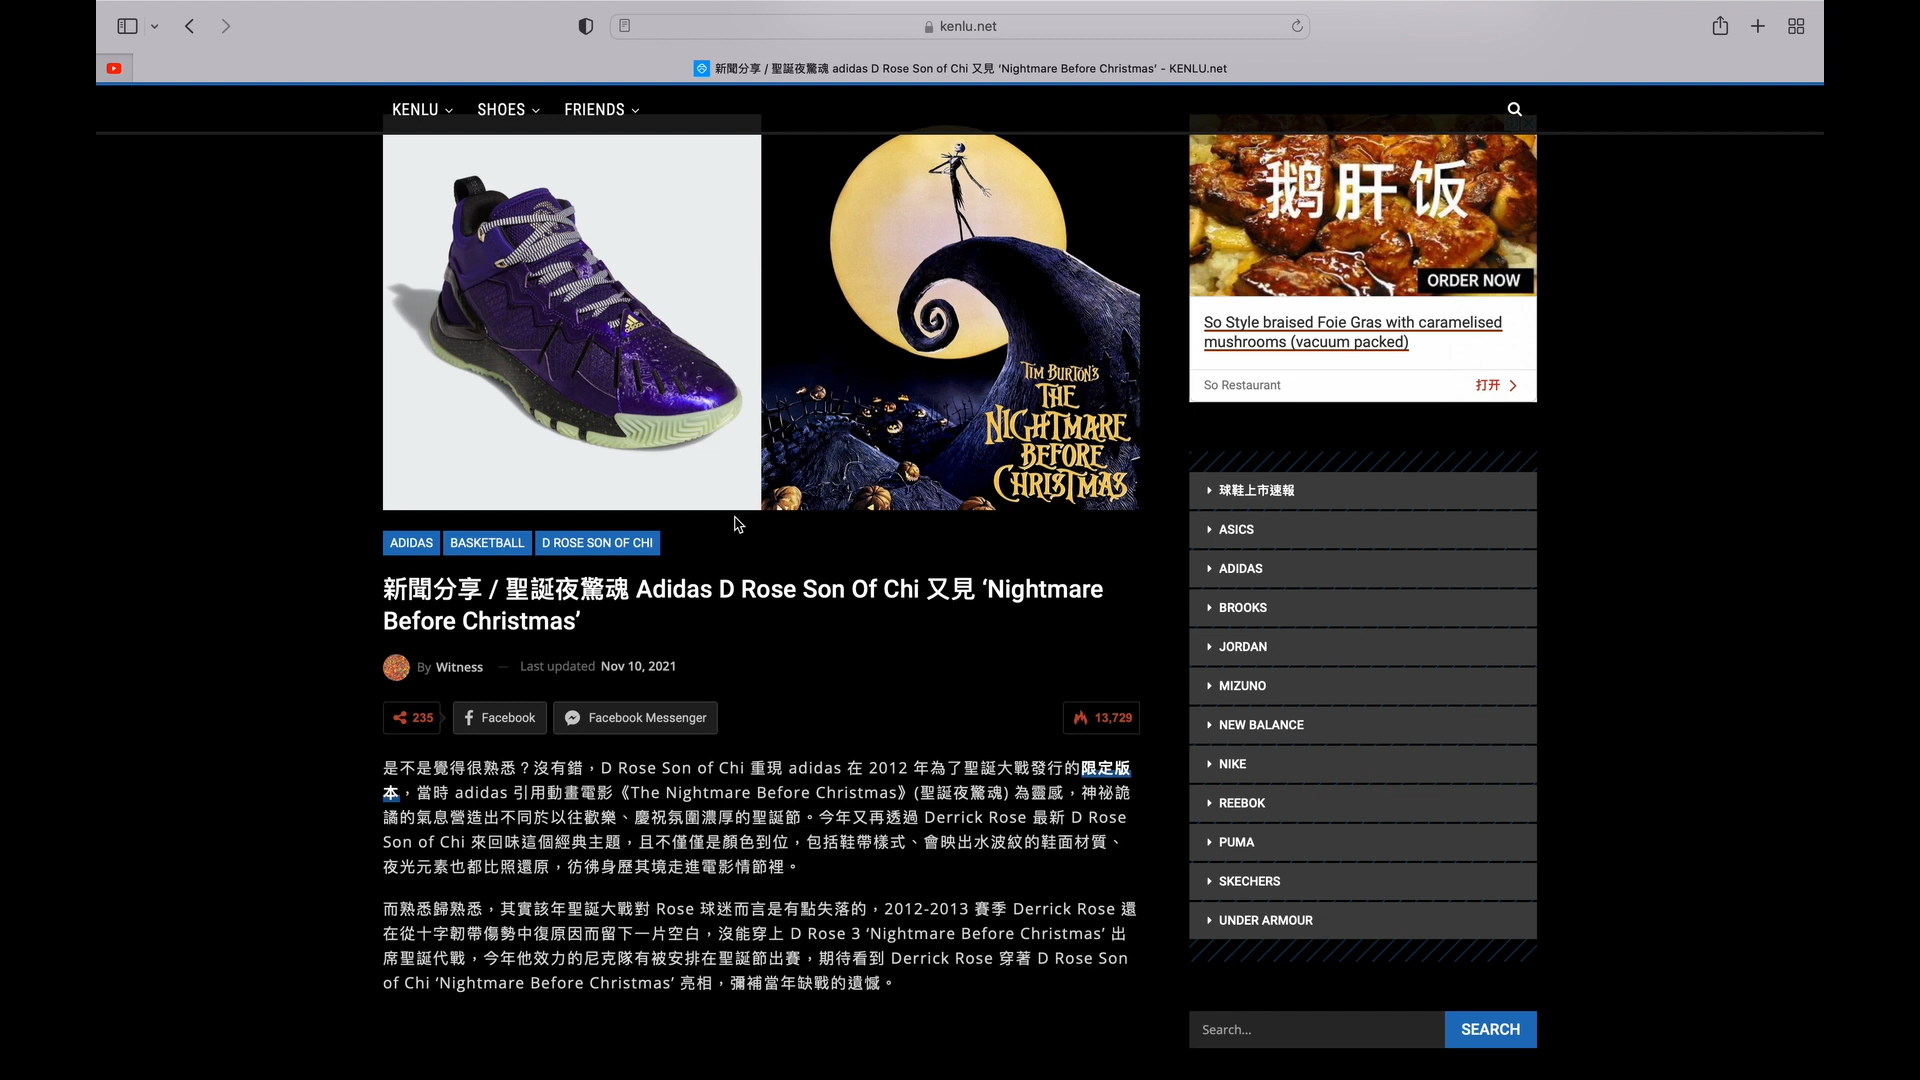 kenlu.net
新聞分享 / 聖誕夜驚魂 adidas D Rose Son of Chi 又見 ‘Nightmare Before Christmas’ - KENLU.net
KENLU
SHOES
FRIENDS
adidas
TIM BURTON'S
THE
NIGHTMARE
BEFORE
CHRISTMAS
ADIDAS
BASKETBALL
D ROSE SON OF CHI
新聞分享 / 聖誕夜驚魂 Adidas D Rose Son Of Chi 又見 ‘Nightmare
Before Christmas’
By Witness — Last updated Nov 10, 2021
235
Facebook
Facebook Messenger
13,729
是不是覺得很熟悉？沒有錯，D Rose Son of Chi 重現 adidas 在 2012 年為了聖誕大戰發行的限定版
本，當時 adidas 引用動畫電影《The Nightmare Before Christmas》(聖誕夜驚魂) 為靈感，神祕詭
譎的氣息營造出不同於以往歡樂、慶祝氛圍濃厚的聖誕節。今年又再透過 Derrick Rose 最新 D Rose
Son of Chi 來回味這個經典主題，且不僅僅是顏色到位，包括鞋帶樣式、會映出水波紋的鞋面材質、
夜光元素也都比照還原，彷彿身歷其境走進電影情節裡。
而熟悉歸熟悉，其實該年聖誕大戰對 Rose 球迷而言是有點失落的，2012-2013 賽季 Derrick Rose 還
在從十字韌帶傷勢中復原因而留下一片空白，沒能穿上 D Rose 3 ‘Nightmare Before Christmas’ 出
席聖誕代戰，今年他效力的尼克隊有被安排在聖誕節出賽，期待看到 Derrick Rose 穿著 D Rose Son
of Chi ‘Nightmare Before Christmas’ 亮相，彌補當年缺戰的遺憾。
鹅肝饭
ORDER NOW
So Style braised Foie Gras with caramelised
mushrooms (vacuum packed)
So Restaurant
打开
球鞋上市速報
ASICS
ADIDAS
BROOKS
JORDAN
MIZUNO
NEW BALANCE
NIKE
REEBOK
PUMA
SKECHERS
UNDER ARMOUR
Search...
SEARCH